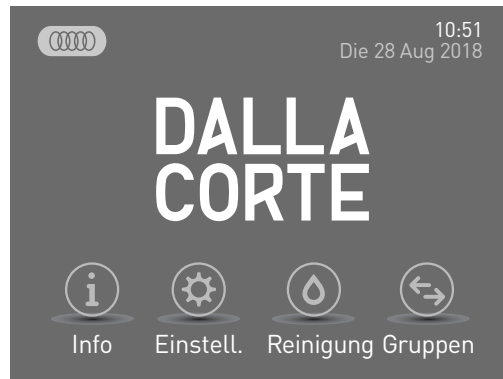 10:51
Die 28 Aug 2018
DALLA
CORTE
Info Einstell. Reinigung Gruppen